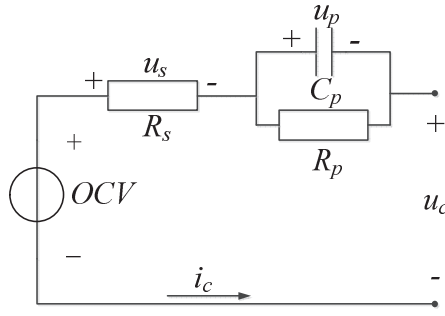 u_p
+ -
u_s
+ -
C_p
R_s
+
R_p
+
OCV
u_c
-
-
i_c